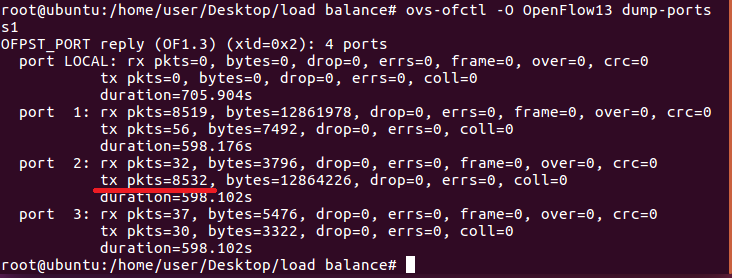 root@ubuntu:/home/user/Desktop/load balance# ovs-ofctl -O OpenFlow13 dump-ports
s1
OFPST_PORT reply (OF1.3) (xid=0x2): 4 ports
port LOCAL: rx pkts=0, bytes=0, drop=0, errs=0, frame=0, over=0, crc=0
tx pkts=0, bytes=0, drop=0, errs=0, coll=0
duration=705.904s
port 1: rx pkts=8519, bytes=12861978, drop=0, errs=0, frame=0, over=0, crc=0
tx pkts=56, bytes=7492, drop=0, errs=0, coll=0
duration=598.176s
port 2: rx pkts=32, bytes=3796, drop=0, errs=0, frame=0, over=0, crc=0
tx pkts=8532, bytes=12864226, drop=0, errs=0, coll=0
duration=598.102s
port 3: rx pkts=37, bytes=5476, drop=0, errs=0, frame=0, over=0, crc=0
tx pkts=30, bytes=3322, drop=0, errs=0, coll=0
duration=598.102s
root@ubuntu:/home/user/Desktop/load balance#